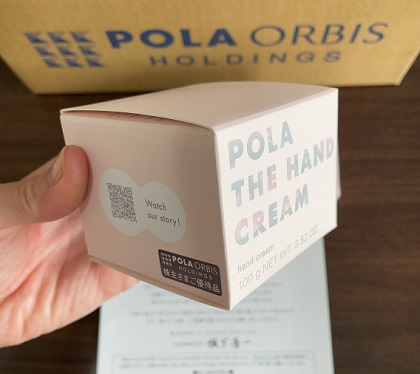 POLA ORBIS
HOLDINGS
POLA
THE HAND
CREAM
hand cream
100 g NET WT. 3.52 OZ.
Watch
our story!
POLA ORBIS
HOLDINGS
株主さまご優待品